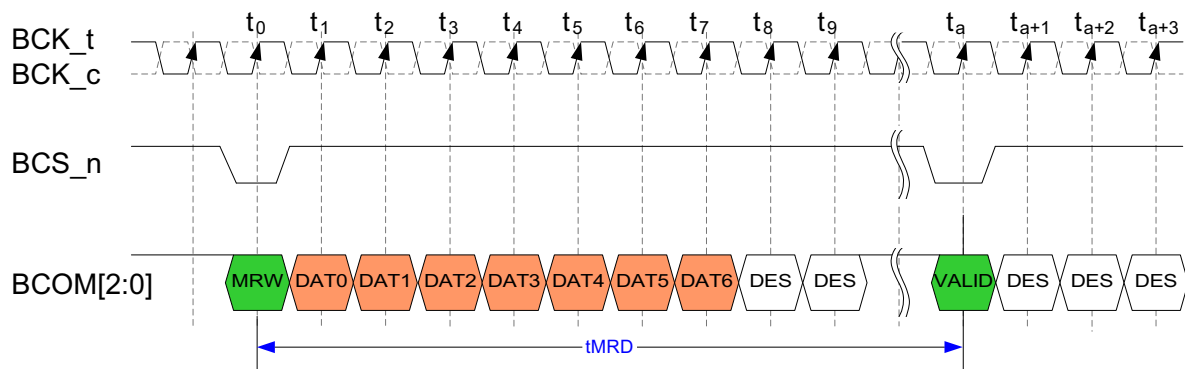 t0 t1 t2 t3 t4 t5 t6 t7 t8 t9 ta ta+1 ta+2 ta+3
BCK_t
BCK_c
BCS_n
BCOM[2:0] MRW DAT0 DAT1 DAT2 DAT3 DAT4 DAT5 DAT6 DES DES VALID DES DES DES
tMRD